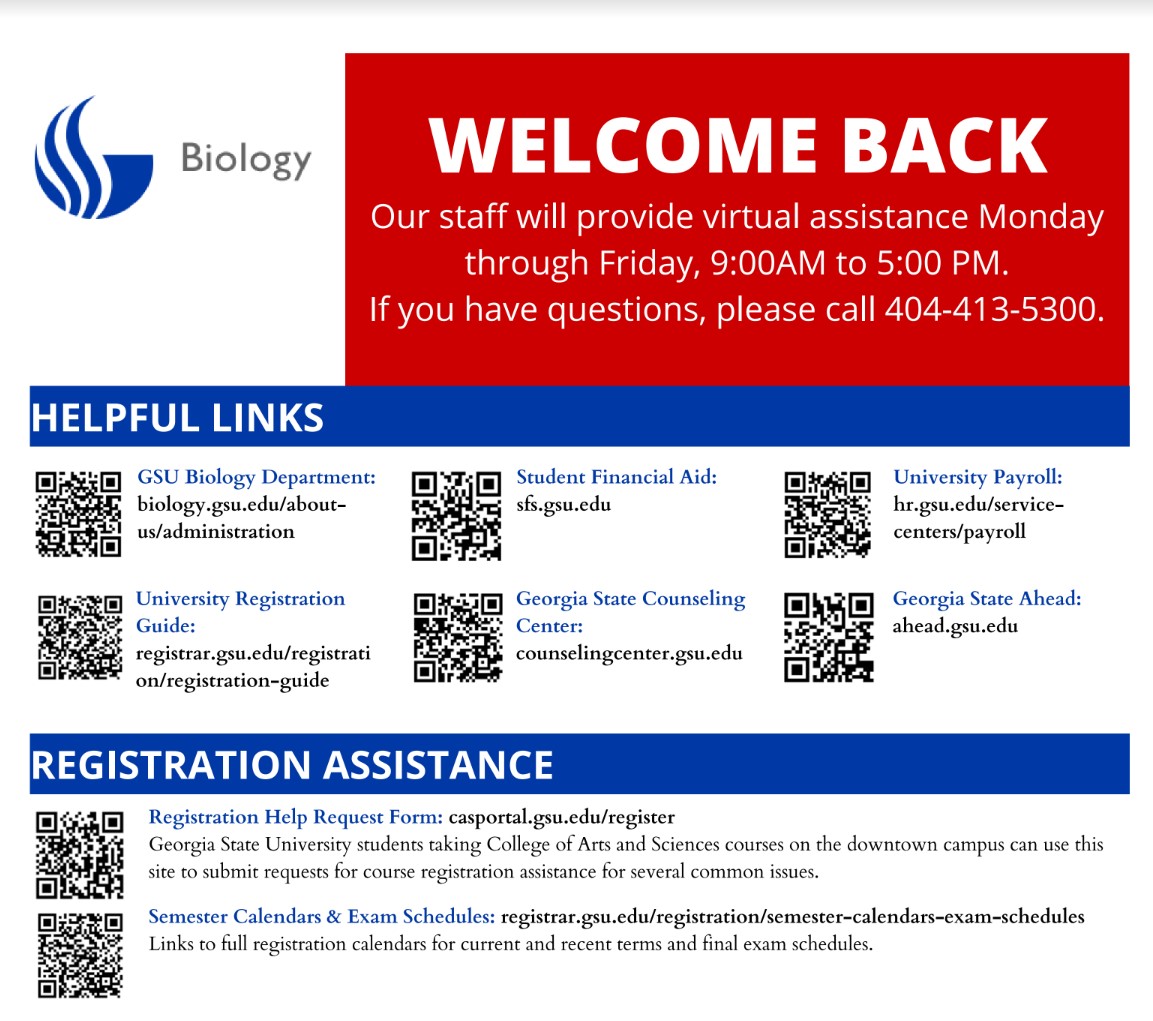 Biology
WELCOME BACK
Our staff will provide virtual assistance Monday
through Friday, 9:00AM to 5:00 PM.
If you have questions, please call 404-413-5300.
HELPFUL LINKS
GSU Biology Department:
biology.gsu.edu/about-
us/administration
Student Financial Aid:
sfs.gsu.edu
University Payroll:
hr.gsu.edu/service-
centers/payroll
University Registration
Guide:
registrar.gsu.edu/registrati
on/registration-guide
Georgia State Counseling
Center:
counselingcenter.gsu.edu
Georgia State Ahead:
ahead.gsu.edu
REGISTRATION ASSISTANCE
Registration Help Request Form: casportal.gsu.edu/register
Georgia State University students taking College of Arts and Sciences courses on the downtown campus can use this
site to submit requests for course registration assistance for several common issues.
Semester Calendars & Exam Schedules: registrar.gsu.edu/registration/semester-calendars-exam-schedules
Links to full registration calendars for current and recent terms and final exam schedules.